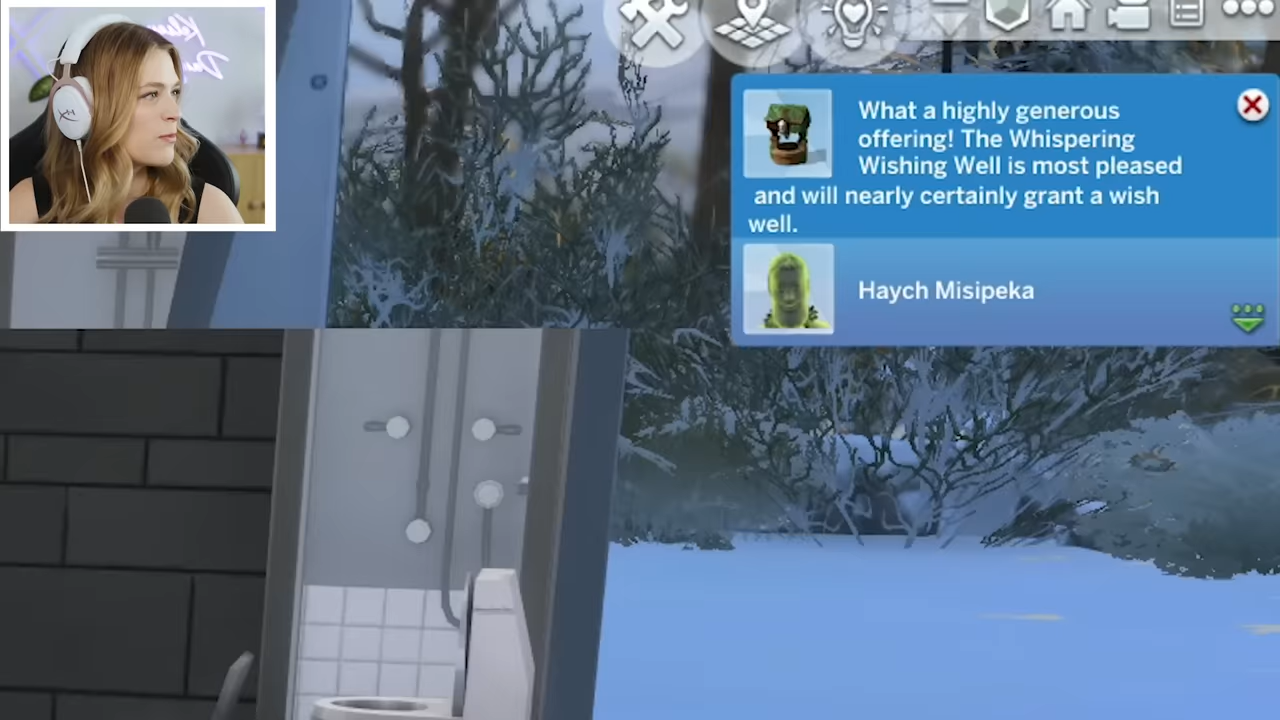 What a highly generous
offering! The Whispering
Wishing Well is most pleased
and will nearly certainly grant a wish
well.
Haych Misipeka